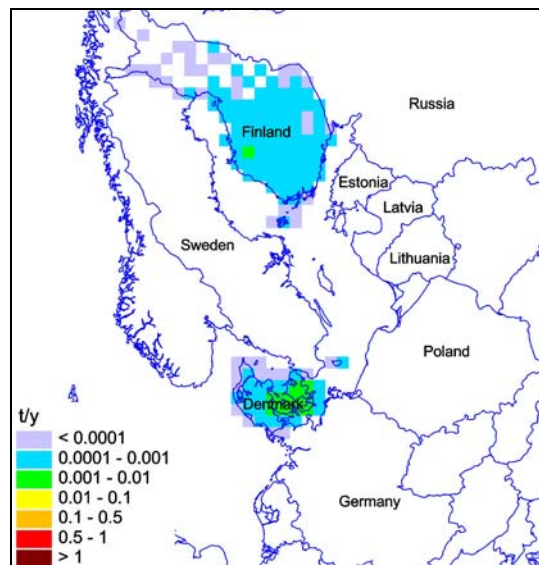 Russia
Finland
Estonia
Latvia
Sweden
Lithuania
Poland
Denmark
Germany
t/y
< 0.0001
0.0001 - 0.001
0.001 - 0.01
0.01 - 0.1
0.1 - 0.5
0.5 - 1
> 1